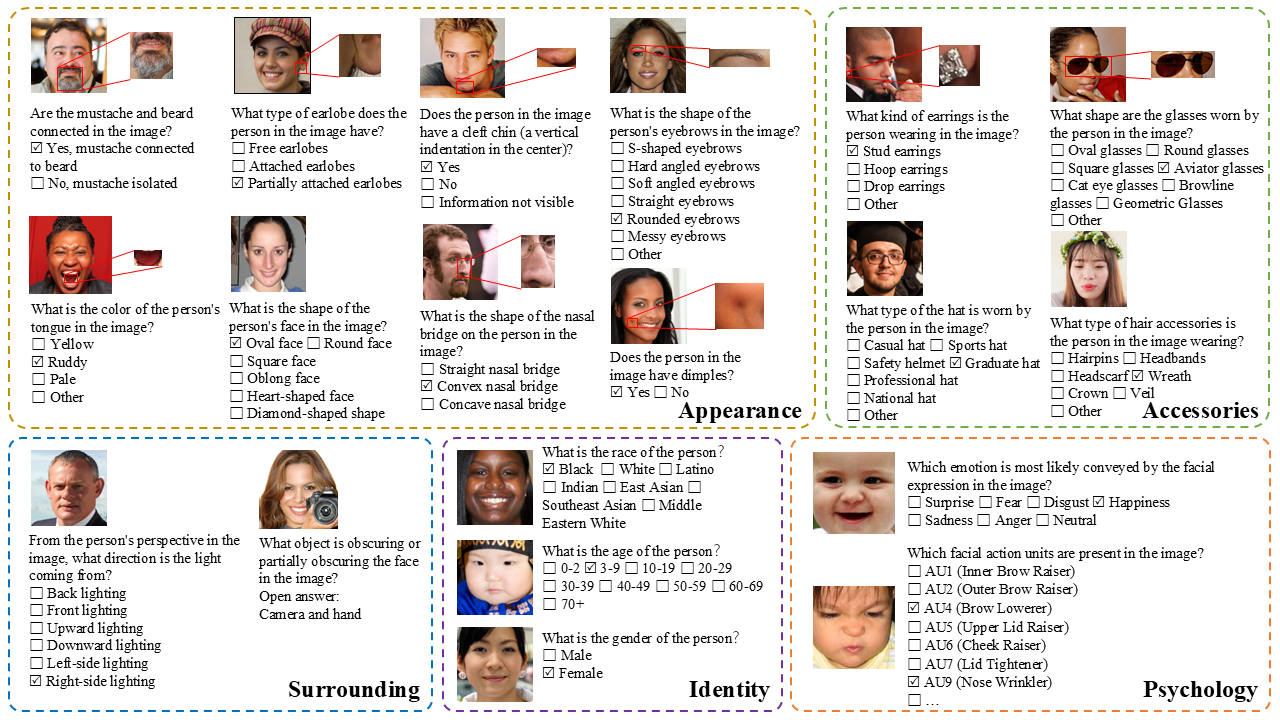 Are the mustache and beard
connected in the image?
☑ Yes, mustache connected
to beard
☐ No, mustache isolated
What type of earlobe does the
person in the image have?
☐ Free earlobes
☐ Attached earlobes
☑ Partially attached earlobes
Does the person in the image
have a cleft chin (a vertical
indentation in the center)?
☑ Yes
☐ No
☐ Information not visible
What is the shape of the
person's eyebrows in the image?
☐ S-shaped eyebrows
☐ Hard angled eyebrows
☐ Soft angled eyebrows
☐ Straight eyebrows
☑ Rounded eyebrows
☐ Messy eyebrows
☐ Other
What is the color of the person's
tongue in the image?
☐ Yellow
☑ Ruddy
☐ Pale
☐ Other
What is the shape of the
person's face in the image?
☑ Oval face ☐ Round face
☐ Square face
☐ Oblong face
☐ Heart-shaped face
☐ Diamond-shaped shape
What is the shape of the nasal
bridge on the person in the
image?
☐ Straight nasal bridge
☑ Convex nasal bridge
☐ Concave nasal bridge
Does the person in the
image have dimples?
☑ Yes ☐ No
Appearance
What kind of earrings is the
person wearing in the image?
☑ Stud earrings
☐ Hoop earrings
☐ Drop earrings
☐ Other
What shape are the glasses worn by
the person in the image?
☐ Oval glasses ☐ Round glasses
☐ Square glasses ☑ Aviator glasses
☐ Cat eye glasses ☐ Browline
glasses ☐ Geometric Glasses
☐ Other
What type of the hat is worn by
the person in the image?
☐ Casual hat ☐ Sports hat
☐ Safety helmet ☑ Graduate hat
☐ Professional hat
☐ National hat
☐ Other
What type of hair accessories is
the person in the image wearing?
☐ Hairpins ☐ Headbands
☐ Headscarf ☑ Wreath
☐ Crown ☐ Veil
☐ Other
Accessories
From the person's perspective in the
image, what direction is the light
coming from?
☐ Back lighting
☐ Front lighting
☐ Upward lighting
☐ Downward lighting
☐ Left-side lighting
☑ Right-side lighting
What object is obscuring or
partially obscuring the face
in the image?
Open answer:
Camera and hand
Surrounding
What is the race of the person?
☑ Black ☐ White ☐ Latino
☐ Indian ☐ East Asian ☐
Southeast Asian ☐ Middle
Eastern White
What is the age of the person?
☐ 0-2 ☑ 3-9 ☐ 10-19 ☐ 20-29
☐ 30-39 ☐ 40-49 ☐ 50-59 ☐ 60-69
☐ 70+
What is the gender of the person?
☐ Male
☑ Female
Identity
Which emotion is most likely conveyed by the facial
expression in the image?
☐ Surprise ☐ Fear ☐ Disgust ☑ Happiness
☐ Sadness ☐ Anger ☐ Neutral
Which facial action units are present in the image?
☐ AU1 (Inner Brow Raiser)
☐ AU2 (Outer Brow Raiser)
☑ AU4 (Brow Lowerer)
☐ AU5 (Upper Lid Raiser)
☐ AU6 (Cheek Raiser)
☐ AU7 (Lid Tightener)
☑ AU9 (Nose Wrinkler)
☐ …
Psychology